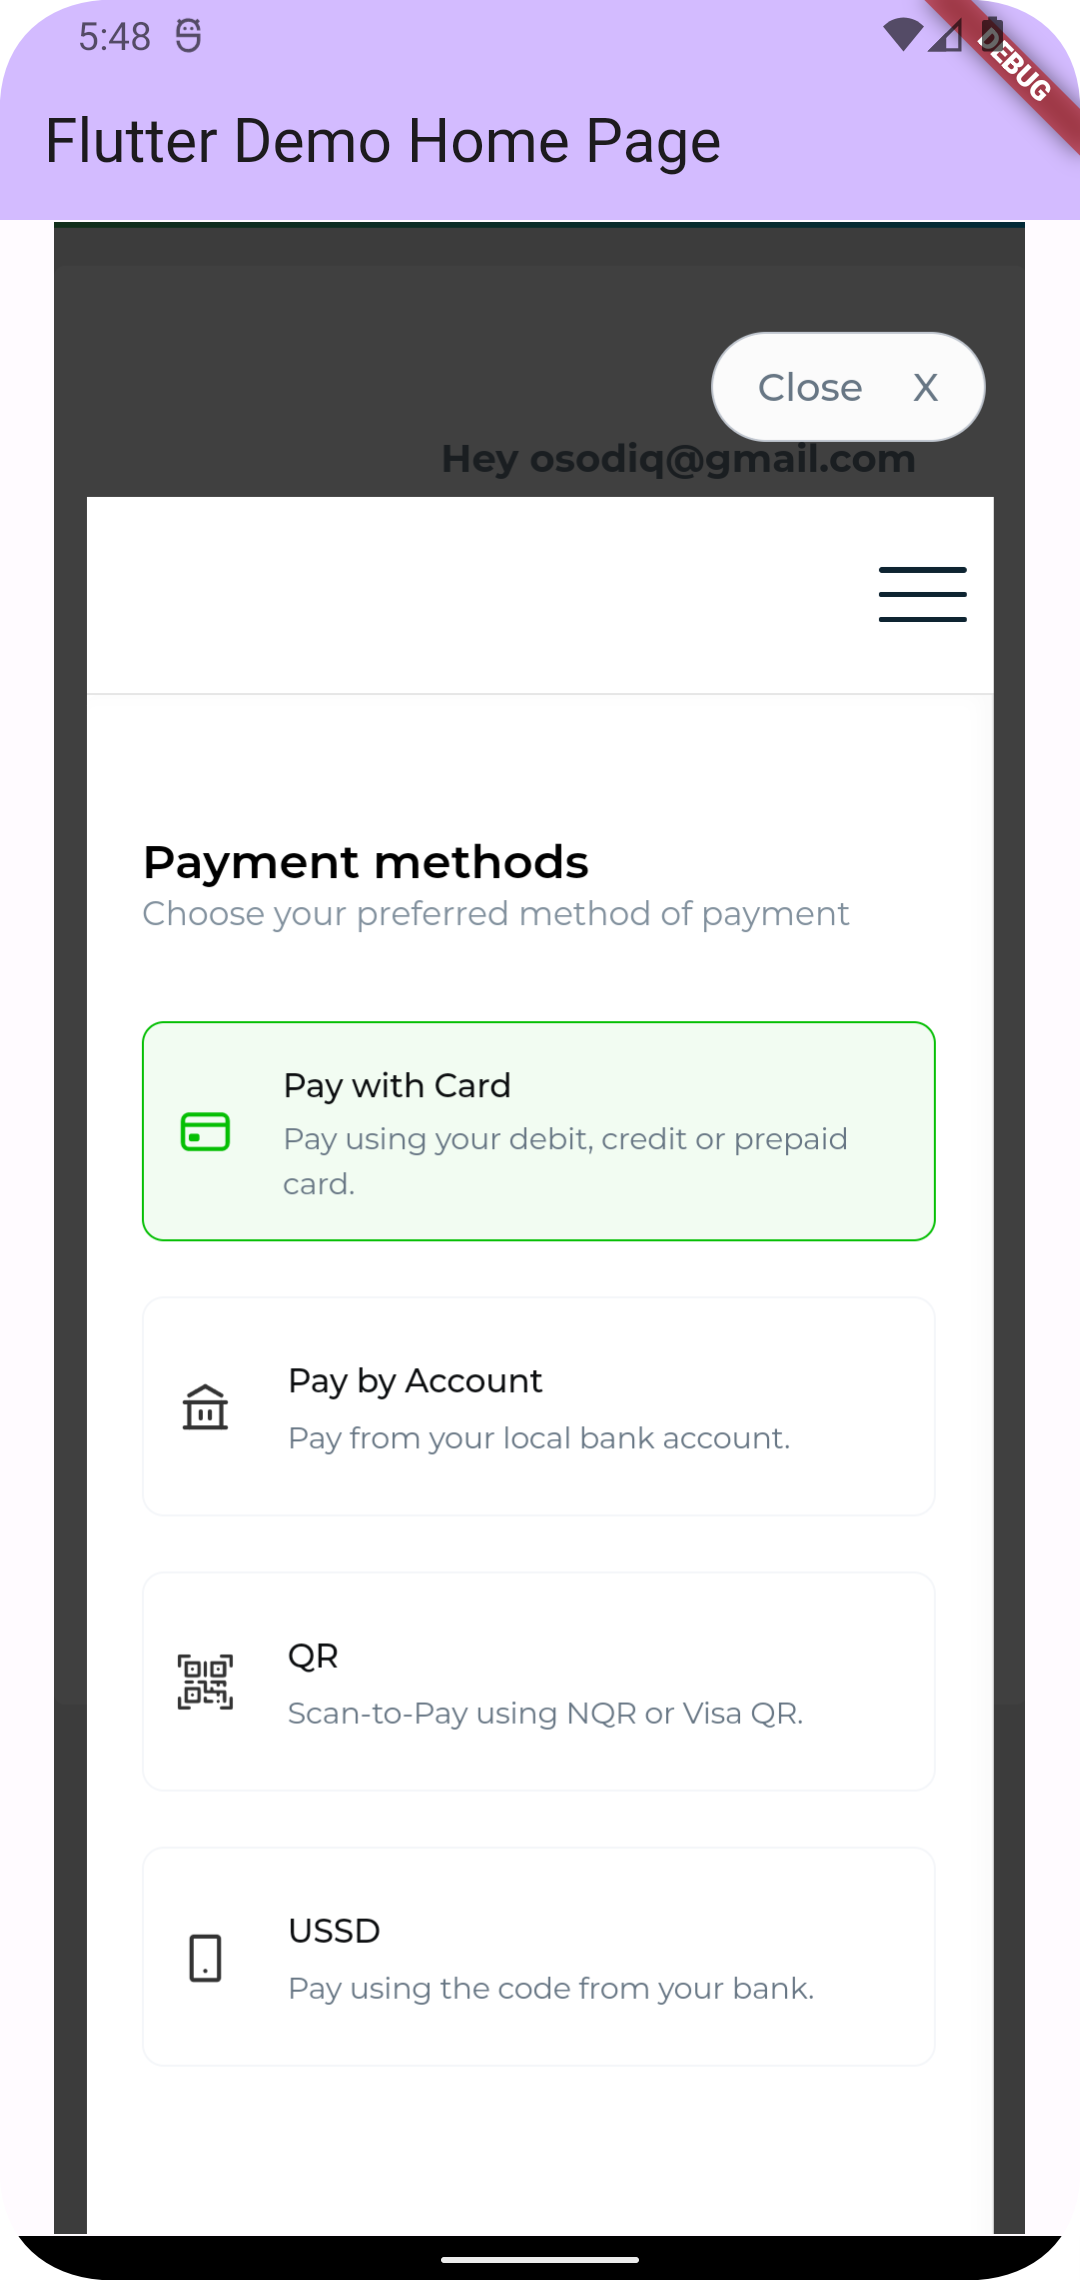 5:48
DEBUG
Flutter Demo Home Page
Close X
Hey osodiq@gmail.com
Payment methods
Choose your preferred method of payment
Pay with Card
Pay using your debit, credit or prepaid
card.
Pay by Account
Pay from your local bank account.
QR
Scan-to-Pay using NQR or Visa QR.
USSD
Pay using the code from your bank.